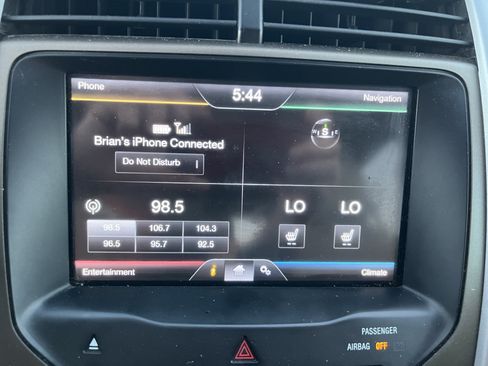 Phone
5:44
Navigation
Brian's iPhone Connected
Do Not Disturb
W S E
98.5
LO LO
98.5 106.7 104.3
96.5 95.7 92.5
Entertainment
Climate
PASSENGER
AIRBAG OFF